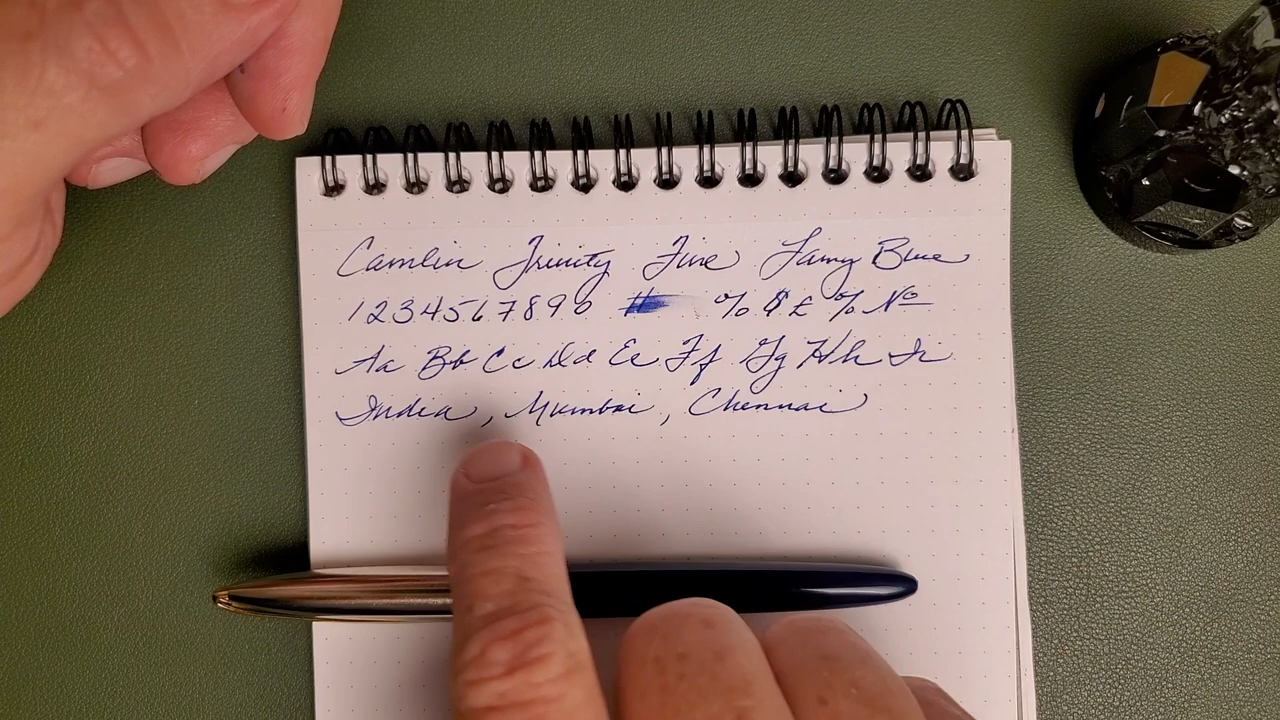 Camlin Trinity Fine Lamy Blue
1234567890 # % $ £ % №
Aa Bb Cc Dd Ee Ff Gg Hh Ii
India, Mumbai, Chennai